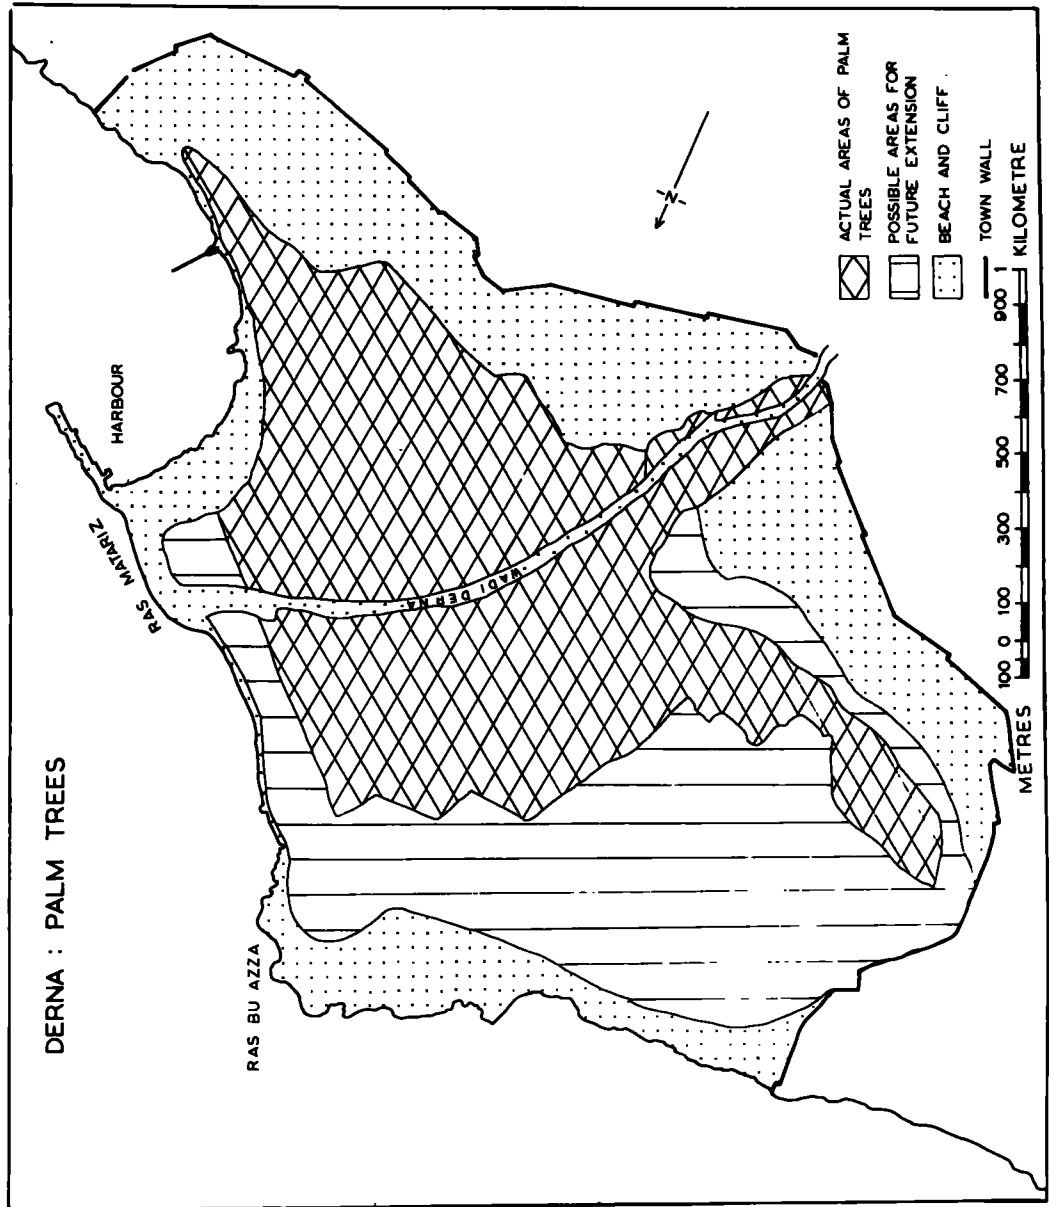 DERNA : PALM TREES
RAS BU AZZA
RAS MATARIZ
HARBOUR
WADI DERNA
N
ACTUAL AREAS OF PALM
TREES
POSSIBLE AREAS FOR
FUTURE EXTENSION
BEACH AND CLIFF
TOWN WALL
METRES 100 0 100 300 500 700 900 1 KILOMETRE